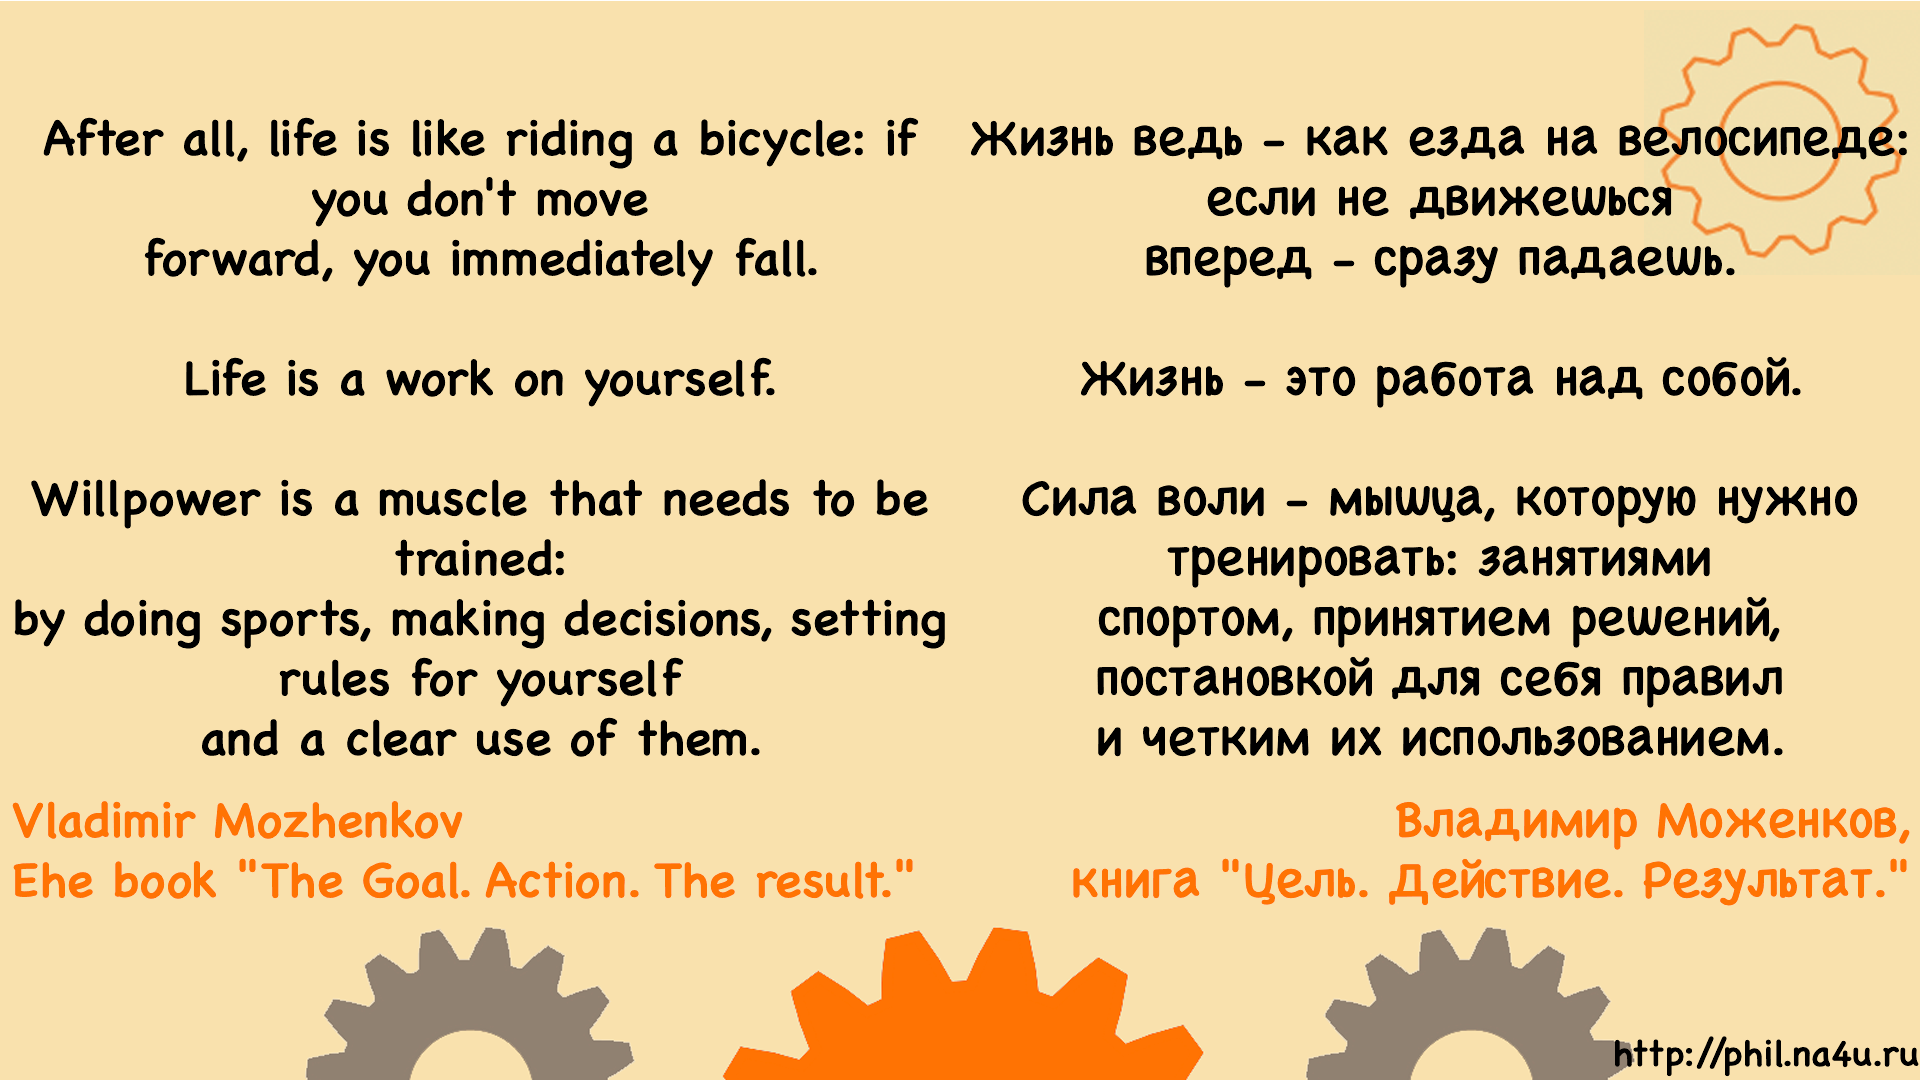 After all, life is like riding a bicycle: if
you don't move
forward, you immediately fall.
Life is a work on yourself.
Willpower is a muscle that needs to be
trained:
by doing sports, making decisions, setting
rules for yourself
and a clear use of them.
Vladimir Mozhenkov
Ehe book "The Goal. Action. The result."
Жизнь ведь - как езда на велосипеде:
если не движешься
вперед - сразу падаешь.
Жизнь - это работа над собой.
Сила воли - мышца, которую нужно
тренировать: занятиями
спортом, принятием решений,
постановкой для себя правил
и четким их использованием.
Владимир Моженков,
книга "Цель. Действие. Результат."
http://phil.na4u.ru